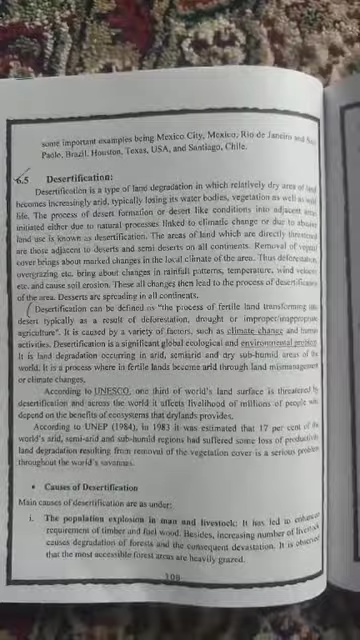 some important examples being Mexico City, Mexico, Rio de Janeiro and Sao
Paolo, Brazil, Houston, Texas, USA, and Santiago, Chile.
6.5 Desertification:
Desertification is a type of land degradation in which relatively dry area of land
becomes increasingly arid, typically losing its water bodies, vegetation as well as wild
life. The process of desert formation or desert like conditions into adjacent areas
initiated either due to natural processes linked to climatic change or due to abusive
land use is known as desertification. The areas of land which are directly threatened
are those adjacent to deserts and semi deserts on all continents. Removal of vegetal
cover brings about marked changes in the local climate of the area. Thus deforestation,
overgrazing etc. bring about changes in rainfall patterns, temperature, wind velocity
etc. and cause soil erosion. These all changes then lead to the process of desertification
of the area. Desserts are spreading in all continents.
Desertification can be defined as "the process of fertile land transforming into
desert typically as a result of deforestation, drought or improper/inappropriate
agriculture". It is caused by a variety of factors, such as climate change and human
activities. Desertification is a significant global ecological and environmental problem
It is land degradation occurring in arid, semiarid and dry sub-humid areas of the
world. It is a process where in fertile lands become arid through land mismanagement
or climate changes.
According to UNESCO, one third of world's land surface is threatened by
desertification and across the world it affects livelihood of millions of people who
depend on the benefits of ecosystems that drylands provides.
According to UNEP (1984), in 1983 it was estimated that 17 per cent of the
world's arid, semi-arid and sub-humid regions had suffered some loss of productivity
land degradation resulting from removal of the vegetation cover is a serious problem
throughout the world's savannas.
• Causes of Desertification
Main causes of desertification are as under:
i. The population explosion in man and livestock: It has led to enhanced
requirement of timber and fuel wood. Besides, increasing number of livestock
causes degradation of forests and the consequent devastation. It is observed
that the most accessible forest areas are heavily grazed.